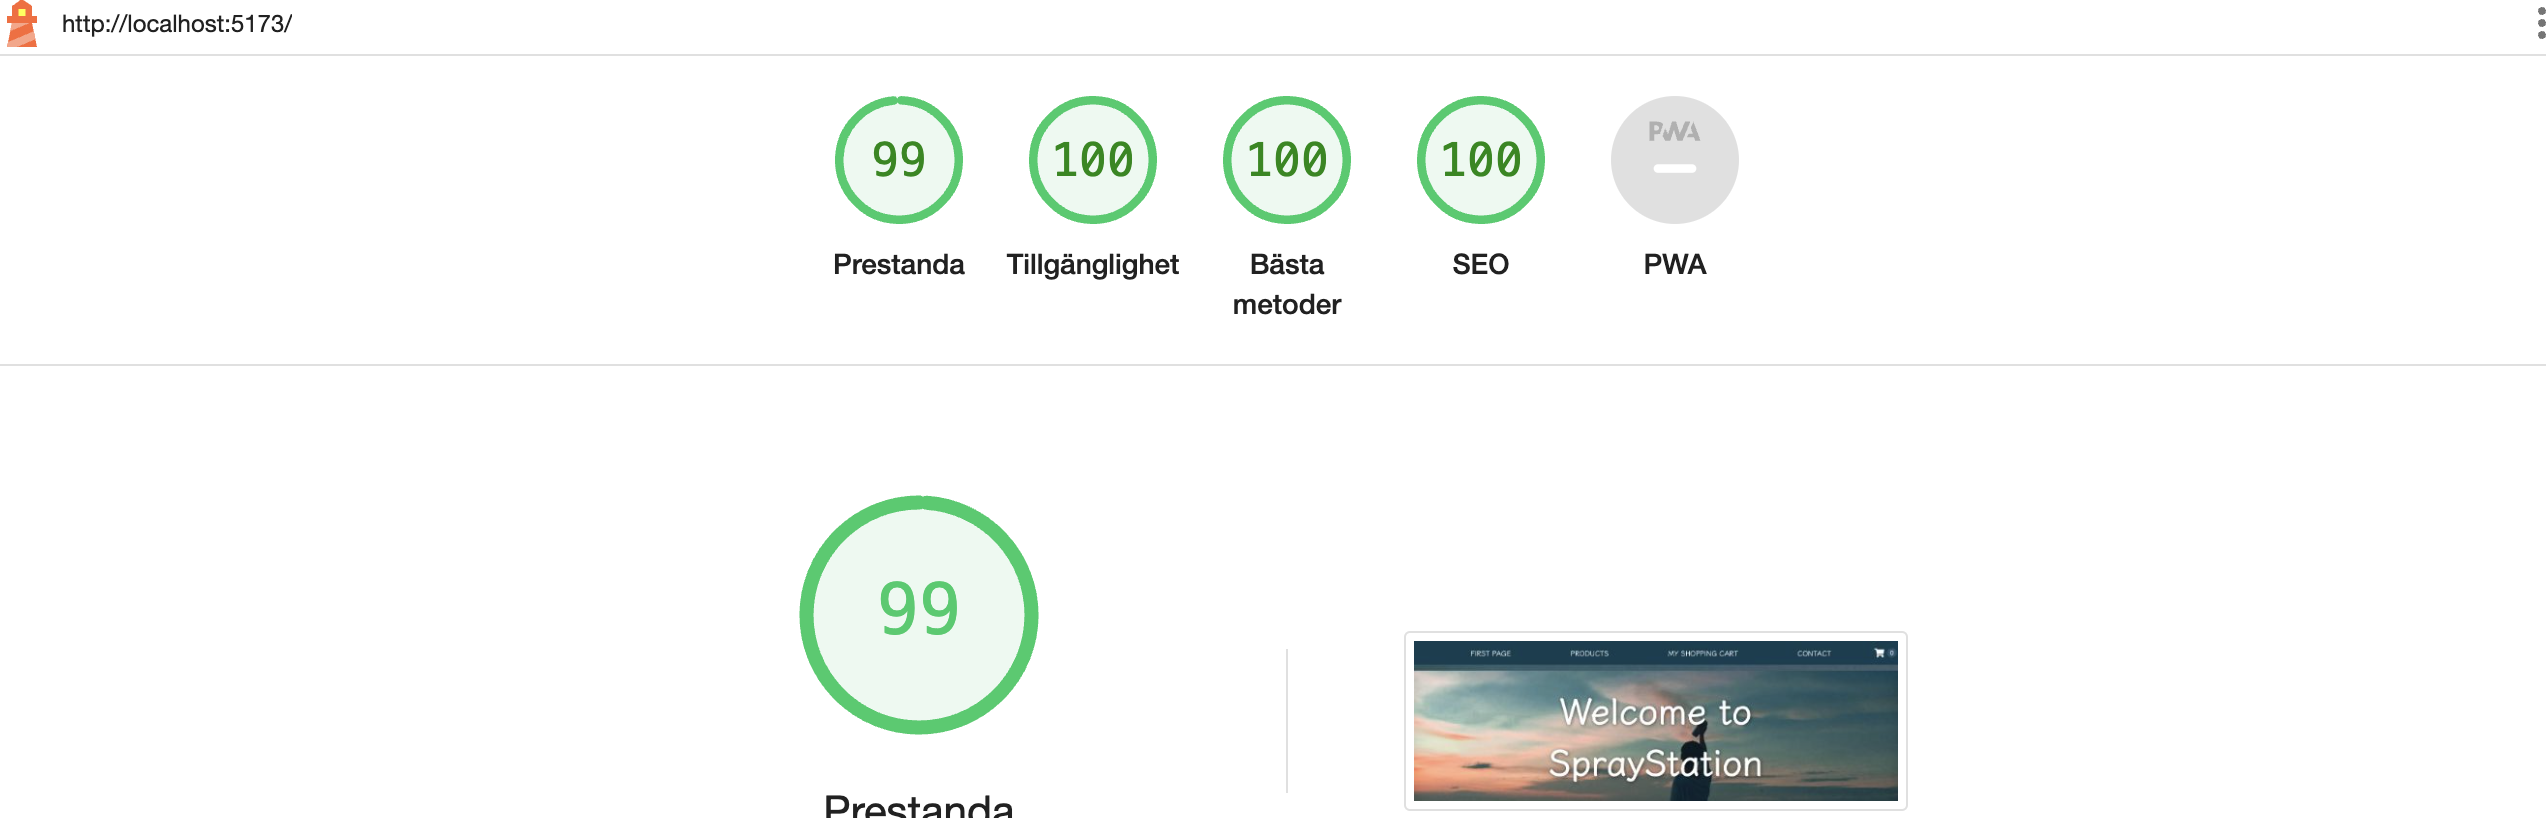 http://localhost:5173/
99
100
100
100
PWA
Prestanda
Tillgänglighet
Bästa
metoder
SEO
PWA
99
Prestanda
FIRST PAGE
PRODUCTS
MY SHOPPING CART
CONTACT
0
Welcome to
SprayStation